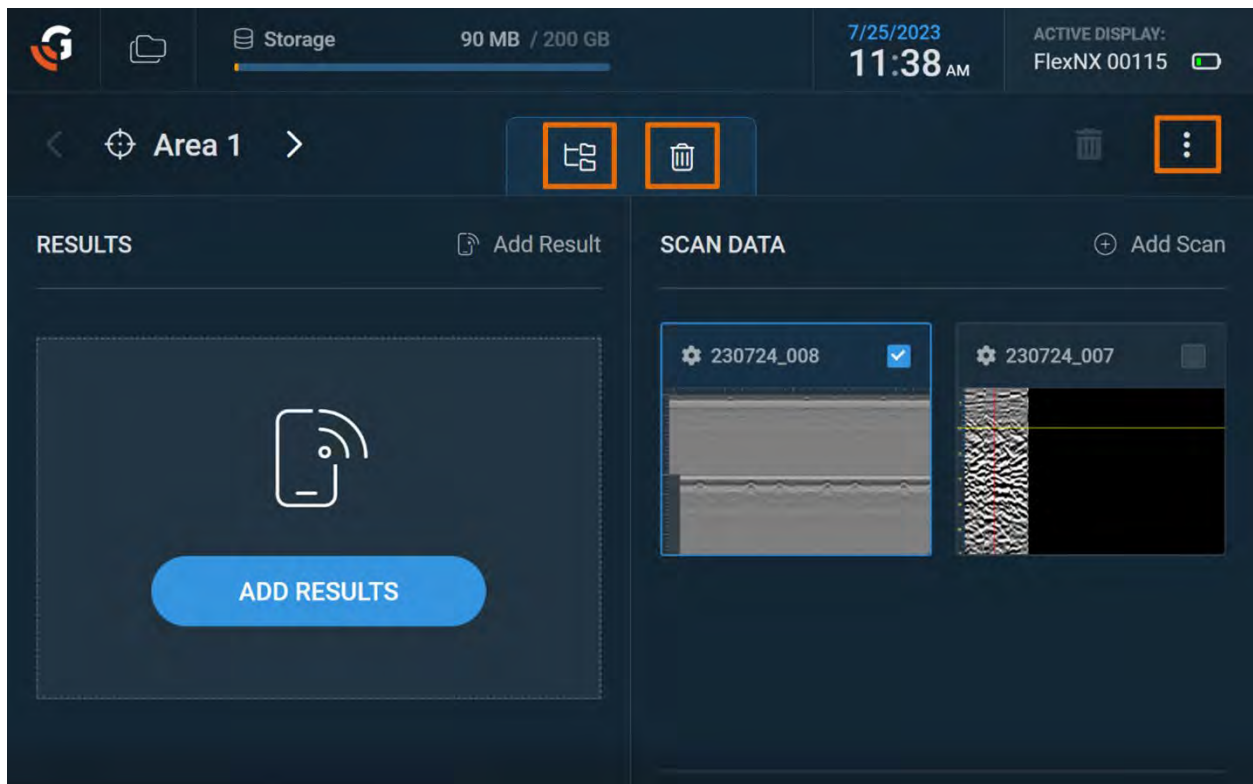 Storage 90 MB / 200 GB
7/25/2023
11:38 AM
ACTIVE DISPLAY:
FlexNX 00115
Area 1
RESULTS
Add Result
SCAN DATA
Add Scan
230724_008
230724_007
ADD RESULTS